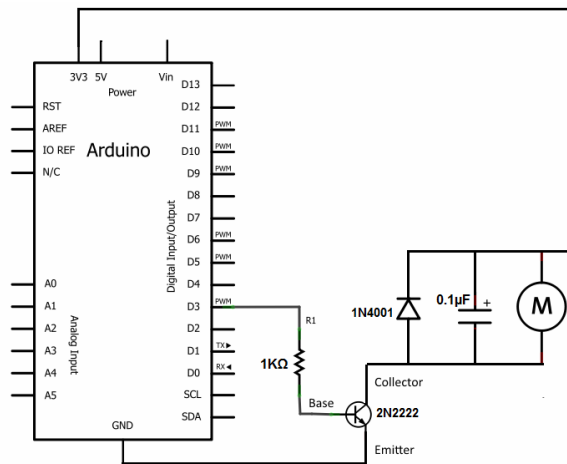 3V3 5V Vin
Power
Arduino
RST
AREF
IO REF
N/C
A0
A1
A2
A3
A4
A5
Analog Input
Digital Input/Output
D13
D12
D11 PWM
D10 PWM
D9 PWM
D8
D7
D6 PWM
D5 PWM
D4
D3 PWM
D2
D1 TX▶
D0 RX◀
SCL
SDA
GND
R1
1KΩ
Base
1N4001
0.1µF +
M
Collector
2N2222
Emitter